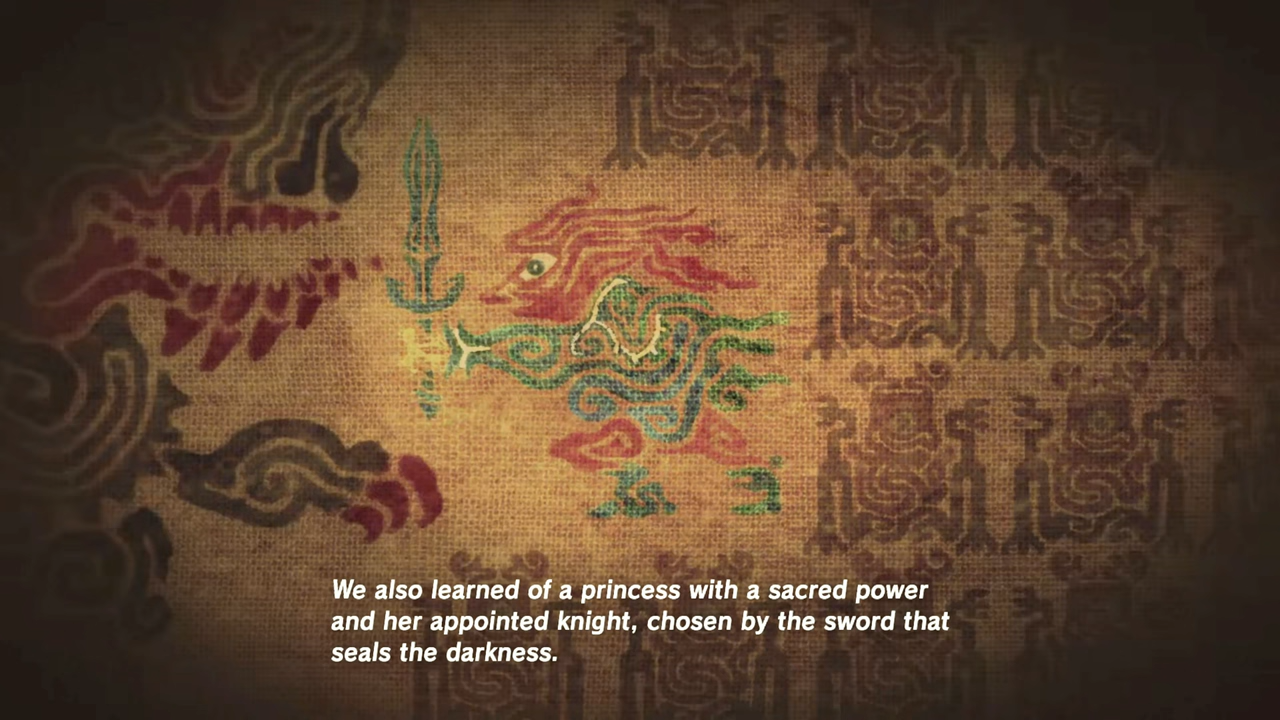 We also learned of a princess with a sacred power
and her appointed knight, chosen by the sword that
seals the darkness.